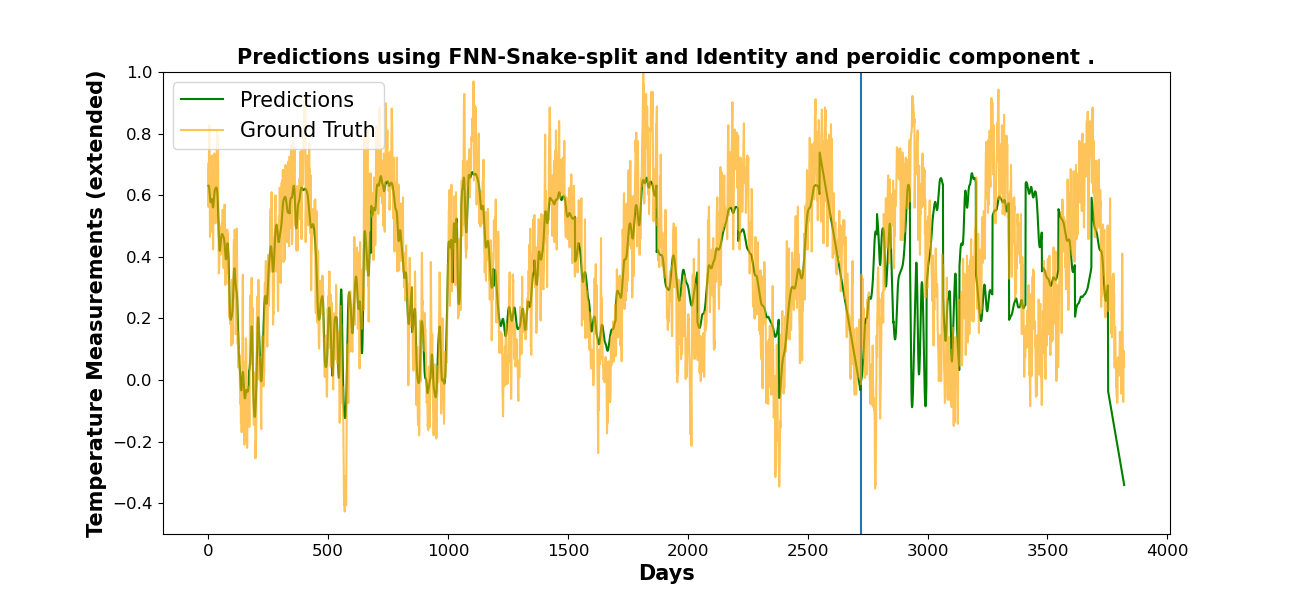 Predictions using FNN-Snake-split and Identity and peroidic component .
Temperature Measurements (extended)
1.0
0.8
0.6
0.4
0.2
0.0
−0.2
−0.4
Predictions
Ground Truth
0 500 1000 1500 2000 2500 3000 3500 4000
Days